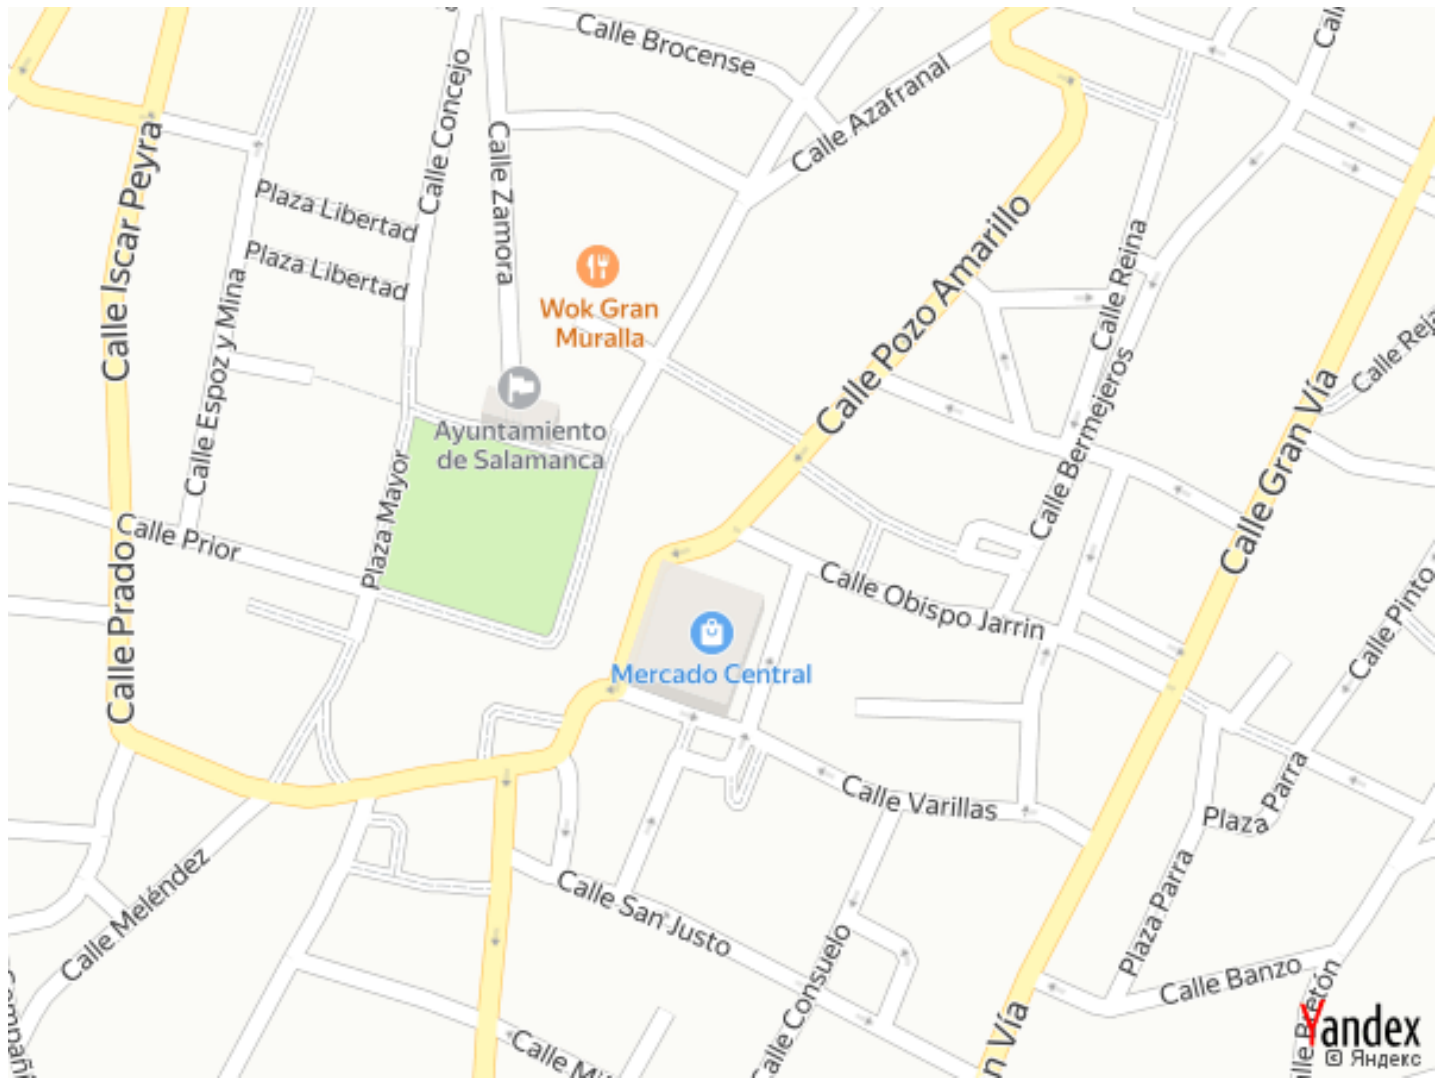 Calle Brocense
Calle Concejo
Calle Azafranal
Calle Iscar Peyra
Calle Zamora
Plaza Libertad
Plaza Libertad
Calle Espoz y Mina
Wok Gran
Muralla
Calle Pozo Amarillo
Calle Reina
Calle Bermejeros
Calle Gran Vía
Ayuntamiento
de Salamanca
Plaza Mayor
Calle Prior
Calle Prado
Calle Obispo Jarrin
Calle Pinto
Mercado Central
Calle Varillas
Plaza Parra
Plaza Parra
Calle Meléndez
Calle San Justo
Calle Consuelo
Calle Banzo
n Vía
Yandex
© Яндекс